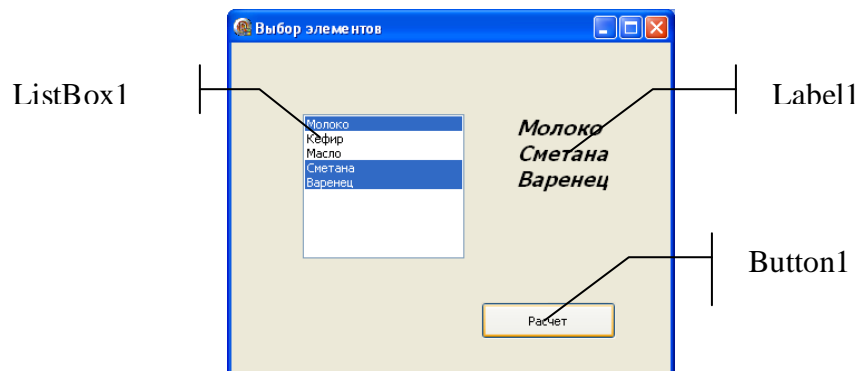 Выбор элементов
ListBox1
Label1
Молоко
Кефир
Масло
Сметана
Варенец
Молоко
Сметана
Варенец
Button1
Расчет